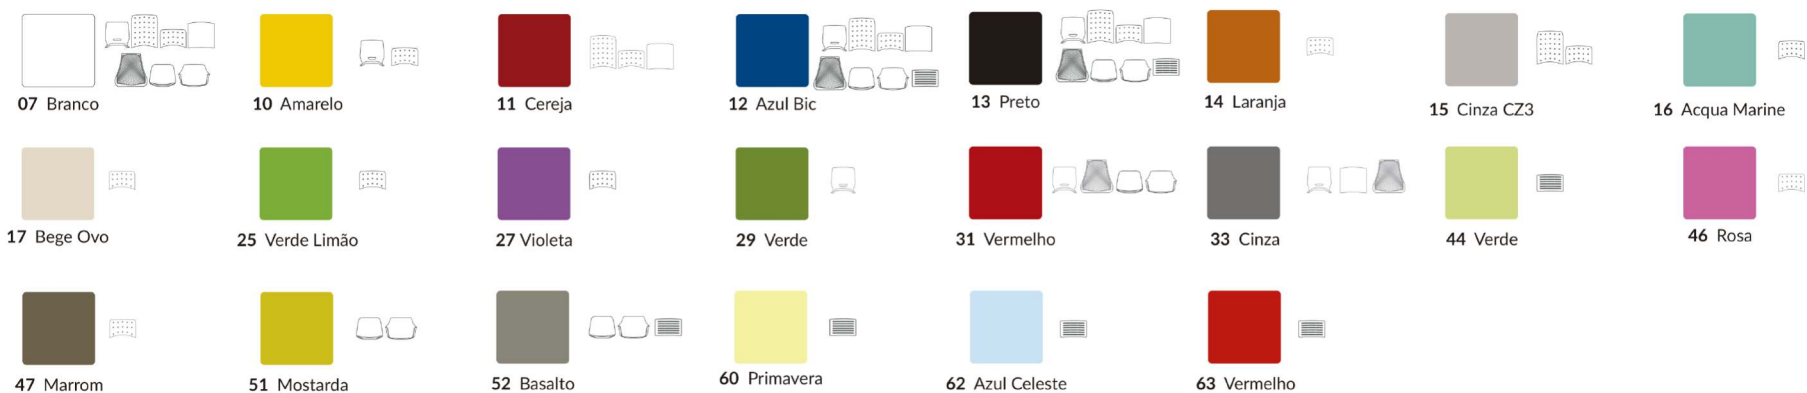 07 Branco
10 Amarelo
11 Cereja
12 Azul Bic
13 Preto
14 Laranja
15 Cinza CZ3
16 Acqua Marine
17 Bege Ovo
25 Verde Limão
27 Violeta
29 Verde
31 Vermelho
33 Cinza
44 Verde
46 Rosa
47 Marrom
51 Mostarda
52 Basalto
60 Primavera
62 Azul Celeste
63 Vermelho